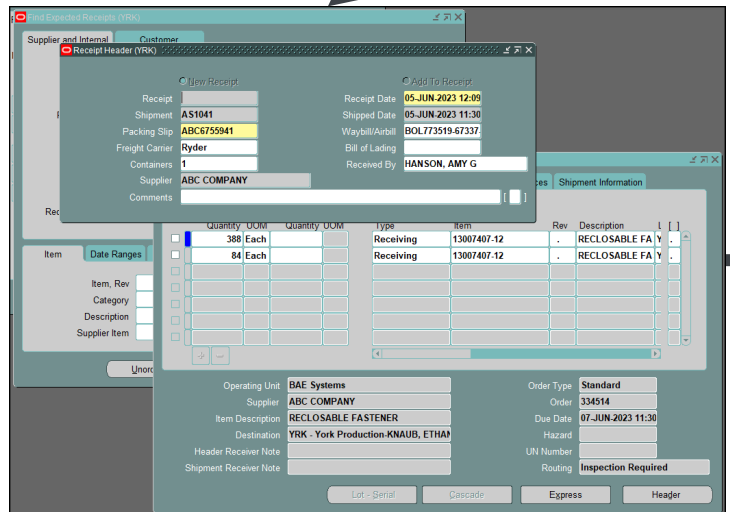 Find Expected Receipts (YRK)
Supplier and Internal Customer
Receipt Header (YRK)
New Receipt Add To Receipt
Receipt Receipt Date 05-JUN-2023 12:09
Shipment AS1041 Shipped Date 05-JUN-2023 11:30
Packing Slip ABC6755941 Waybill/Airbill BOL773519-67337-
Freight Carrier Ryder Bill of Lading
Containers 1 Received By HANSON, AMY G
Supplier ABC COMPANY
Comments [ ]
Shipment Information
Quantity UOM Quantity UOM Type Item Rev Description L [ ]
388 Each Receiving 13007407-12 . RECLOSABLE FA Y .
84 Each Receiving 13007407-12 . RECLOSABLE FA Y .
Item Date Ranges
Item, Rev
Category
Description
Supplier Item
Operating Unit BAE Systems Order Type Standard
Supplier ABC COMPANY Order 334514
Item Description RECLOSABLE FASTENER Due Date 07-JUN-2023 11:30
Destination YRK - York Production-KNAUB, ETHAN Hazard
Header Receiver Note UN Number
Shipment Receiver Note Routing Inspection Required
Lot - Serial Cascade Express Header